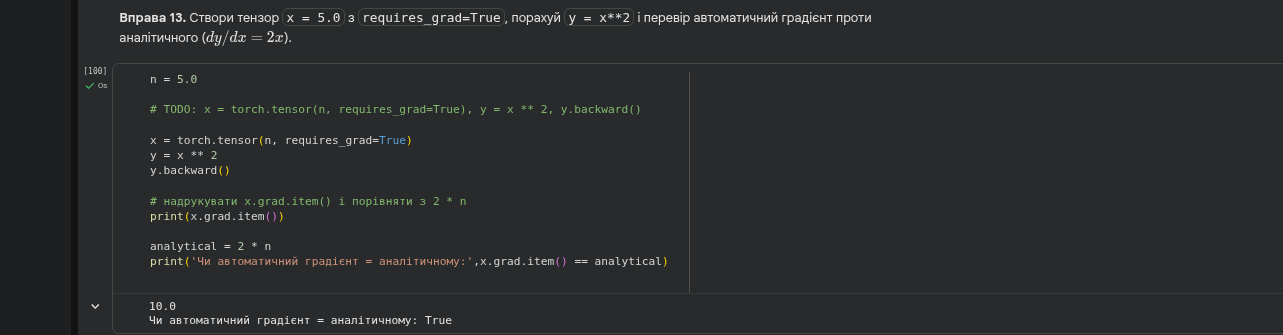 Вправа 13. Створи тензор x = 5.0 з requires_grad=True, порахуй y = x**2 і перевір автоматичний градієнт проти
аналітичного (dy/dx = 2x).
[100]
0s
n = 5.0
# TODO: x = torch.tensor(n, requires_grad=True), y = x ** 2, y.backward()
x = torch.tensor(n, requires_grad=True)
y = x ** 2
y.backward()
# надрукувати x.grad.item() і порівняти з 2 * n
print(x.grad.item())
analytical = 2 * n
print('Чи автоматичний градієнт = аналітичному:',x.grad.item() == analytical)
10.0
Чи автоматичний градієнт = аналітичному: True